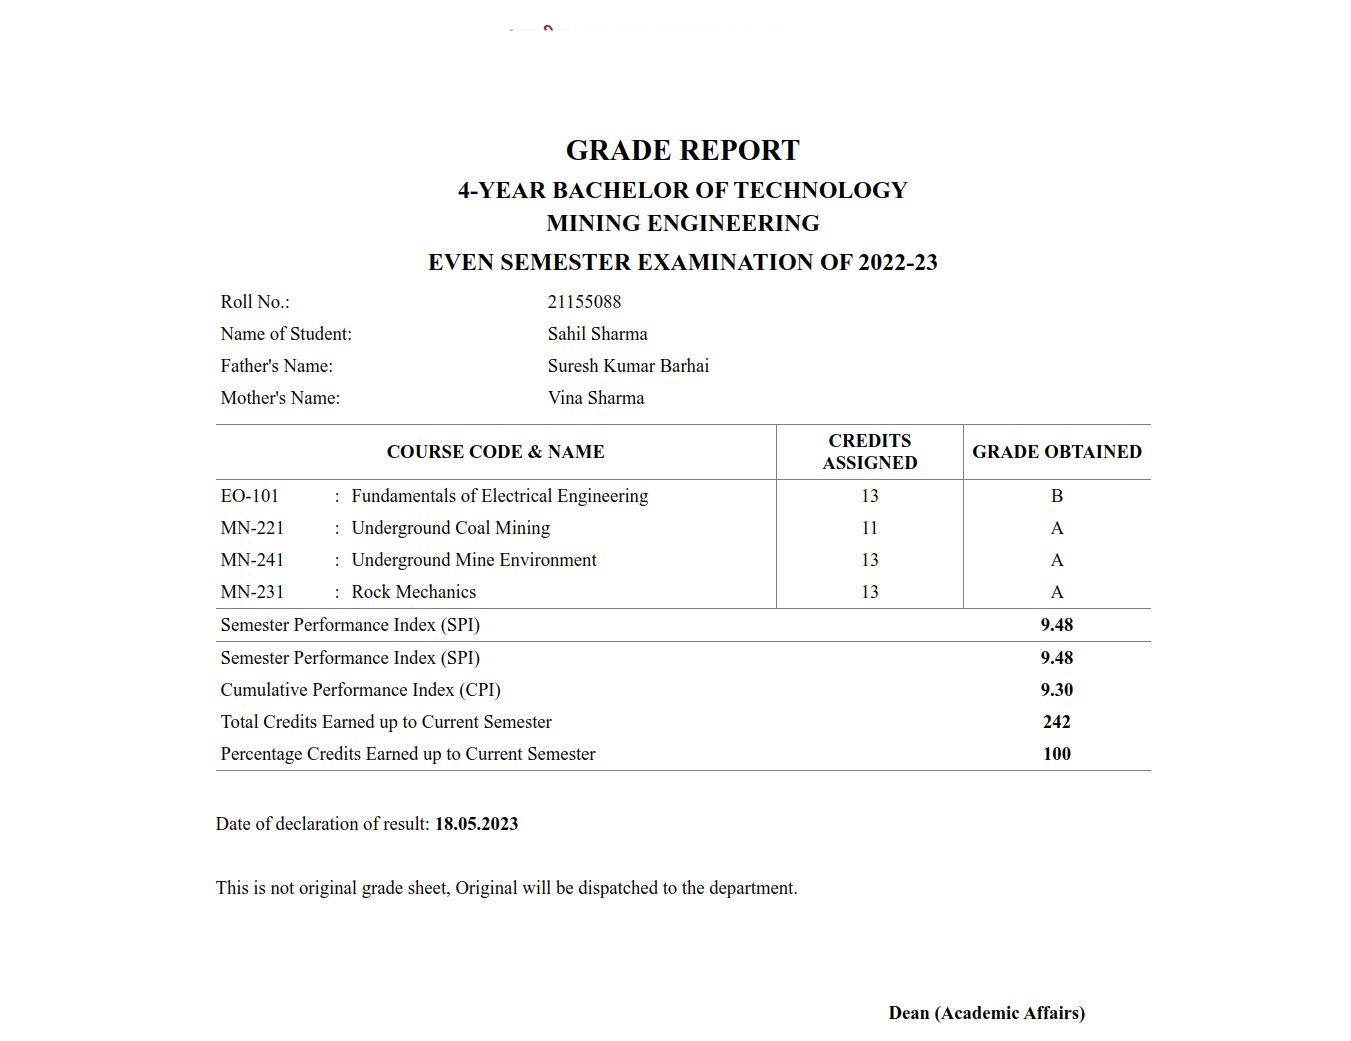 GRADE REPORT
4-YEAR BACHELOR OF TECHNOLOGY
MINING ENGINEERING
EVEN SEMESTER EXAMINATION OF 2022-23
Roll No.: 21155088
Name of Student: Sahil Sharma
Father's Name: Suresh Kumar Barhai
Mother's Name: Vina Sharma
COURSE CODE & NAME CREDITS ASSIGNED GRADE OBTAINED
EO-101 : Fundamentals of Electrical Engineering 13 B
MN-221 : Underground Coal Mining 11 A
MN-241 : Underground Mine Environment 13 A
MN-231 : Rock Mechanics 13 A
Semester Performance Index (SPI) 9.48
Semester Performance Index (SPI) 9.48
Cumulative Performance Index (CPI) 9.30
Total Credits Earned up to Current Semester 242
Percentage Credits Earned up to Current Semester 100
Date of declaration of result: 18.05.2023
This is not original grade sheet, Original will be dispatched to the department.
Dean (Academic Affairs)